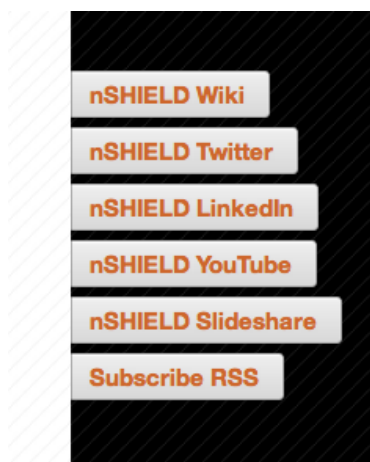 nSHIELD Wiki
nSHIELD Twitter
nSHIELD LinkedIn
nSHIELD YouTube
nSHIELD Slideshare
Subscribe RSS